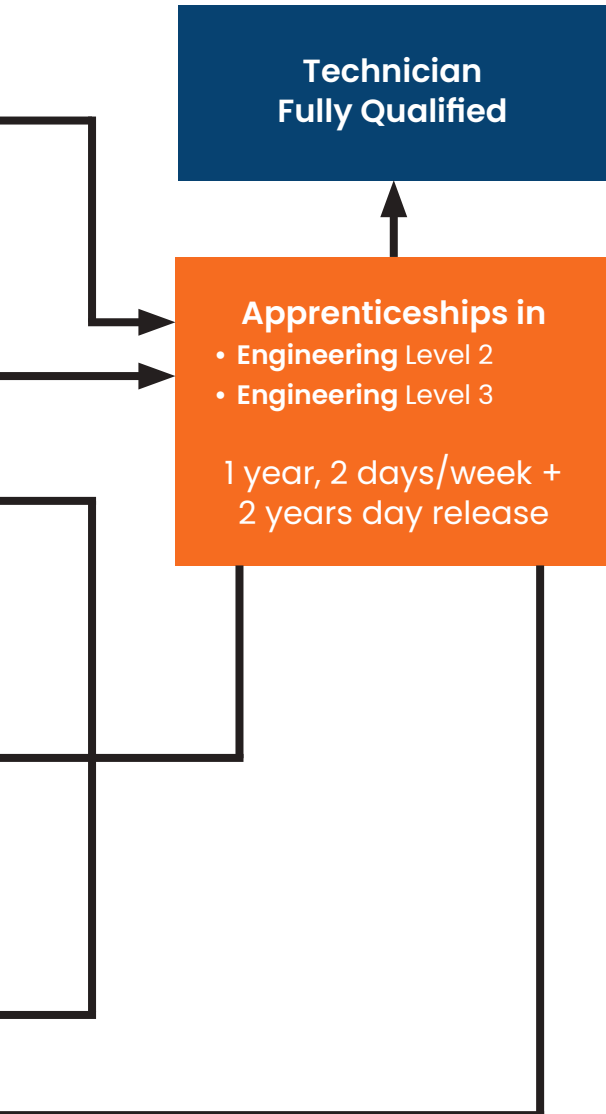 Technician
Fully Qualified
Apprenticeships in
• Engineering Level 2
• Engineering Level 3
1 year, 2 days/week +
2 years day release